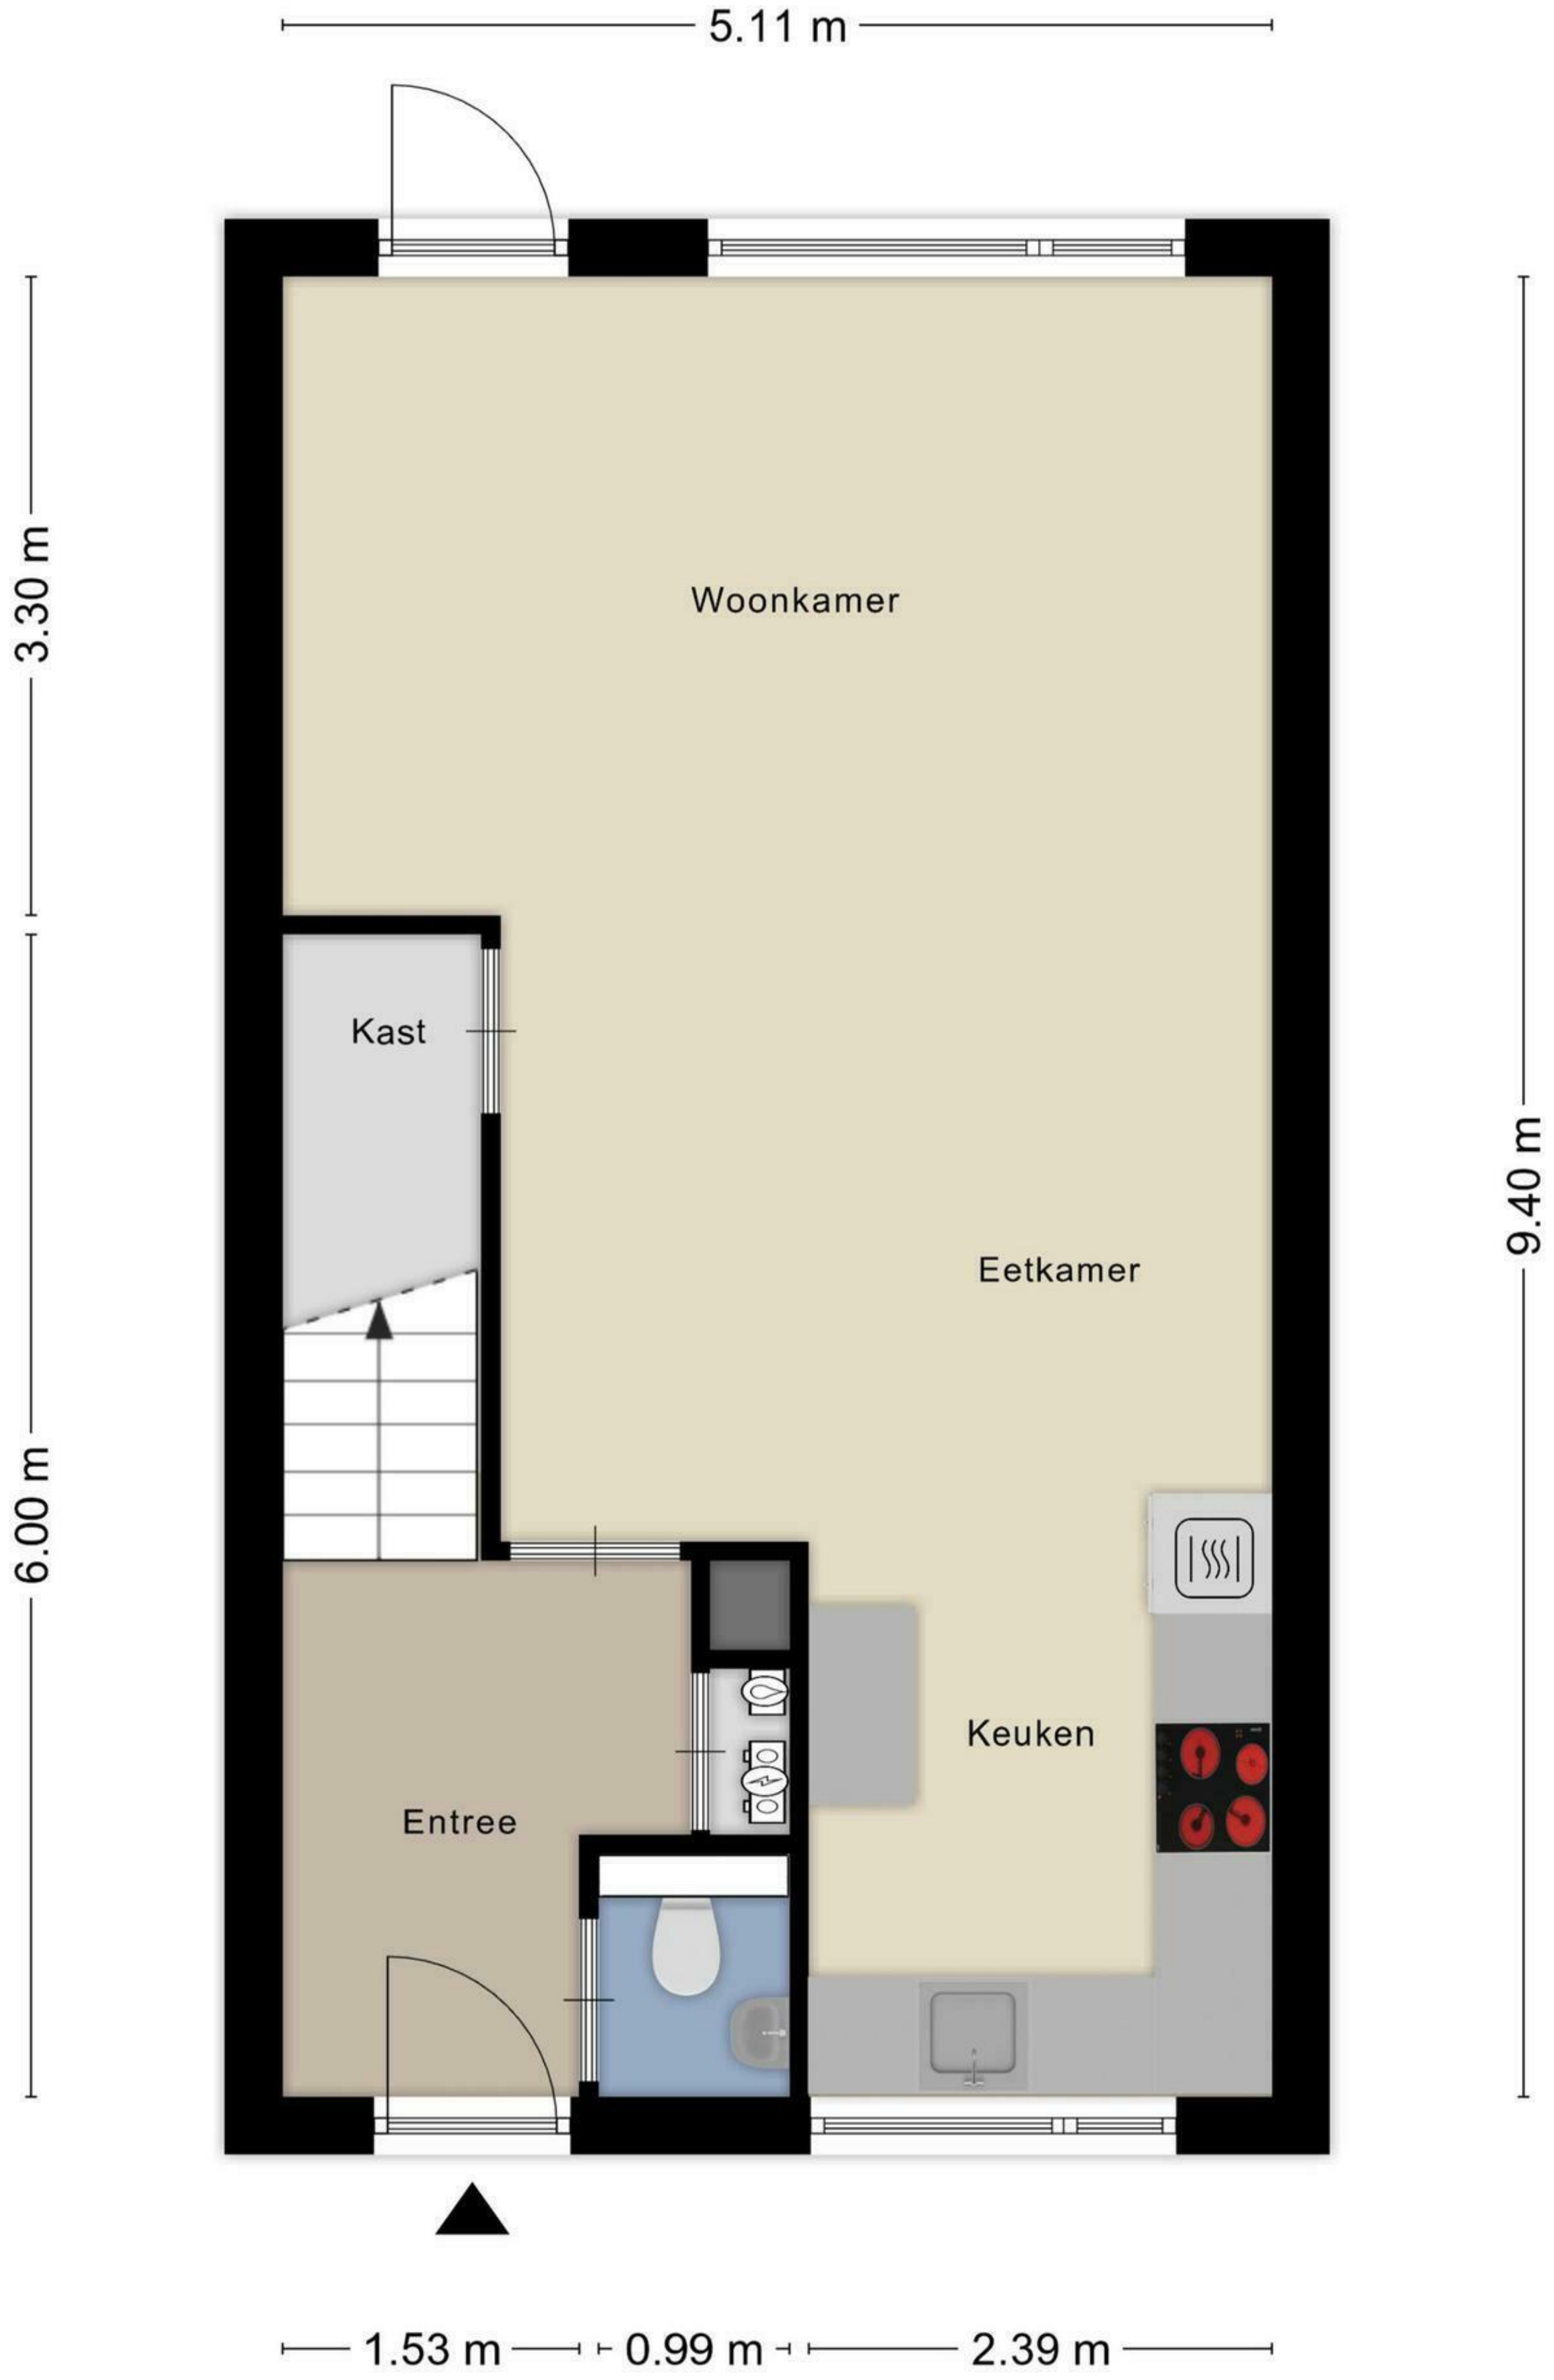 5.11 m
3.30 m
Woonkamer
Kast
9.40 m
Eetkamer
6.00 m
Keuken
Entree
1.53 m
0.99 m
2.39 m